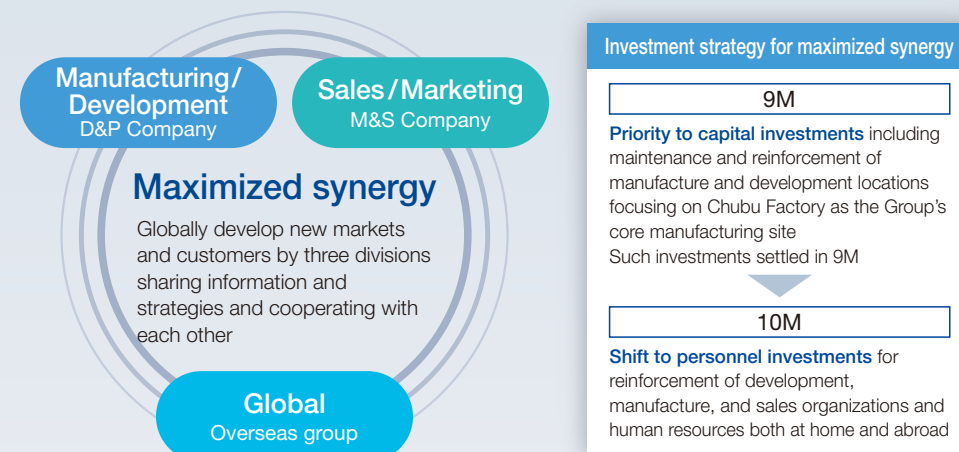 Manufacturing/
Development
D&P Company
Sales/Marketing
M&S Company
Maximized synergy
Globally develop new markets
and customers by three divisions
sharing information and
strategies and cooperating with
each other
Global
Overseas group
Investment strategy for maximized synergy
9M
Priority to capital investments including
maintenance and reinforcement of
manufacture and development locations
focusing on Chubu Factory as the Group's
core manufacturing site
Such investments settled in 9M
10M
Shift to personnel investments for
reinforcement of development,
manufacture, and sales organizations and
human resources both at home and abroad